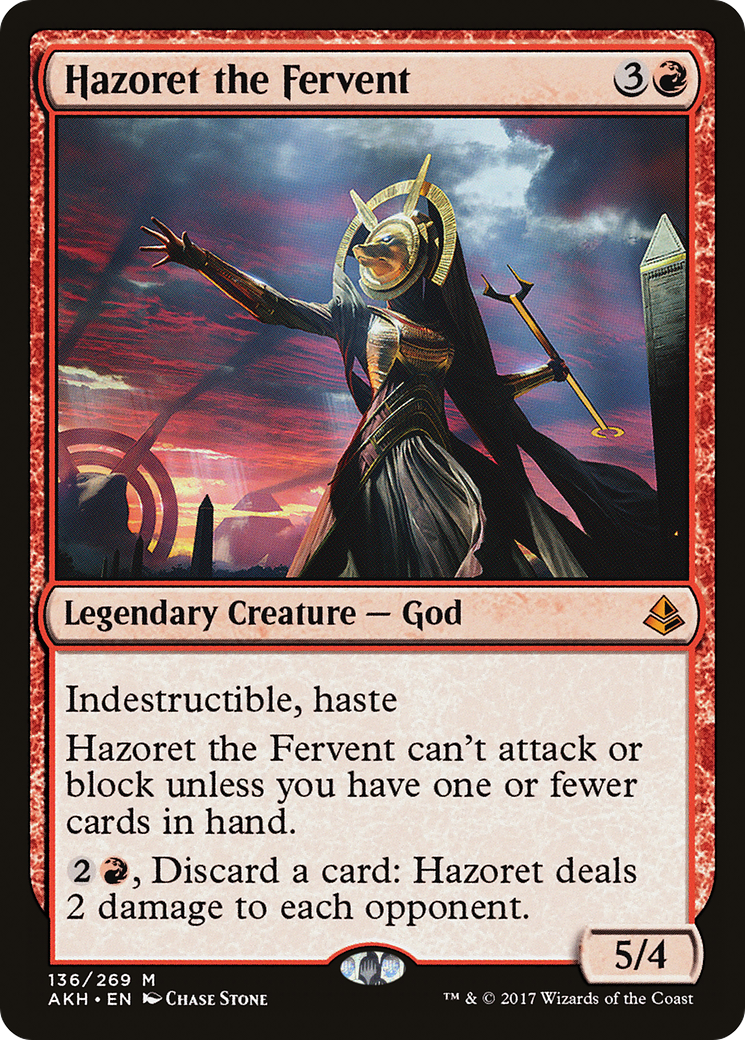 Hazoret the Fervent 3
Legendary Creature — God
Indestructible, haste
Hazoret the Fervent can't attack or
block unless you have one or fewer
cards in hand.
2 , Discard a card: Hazoret deals
2 damage to each opponent.
5/4
136/269 M
AKH • EN Chase Stone
™ & © 2017 Wizards of the Coast